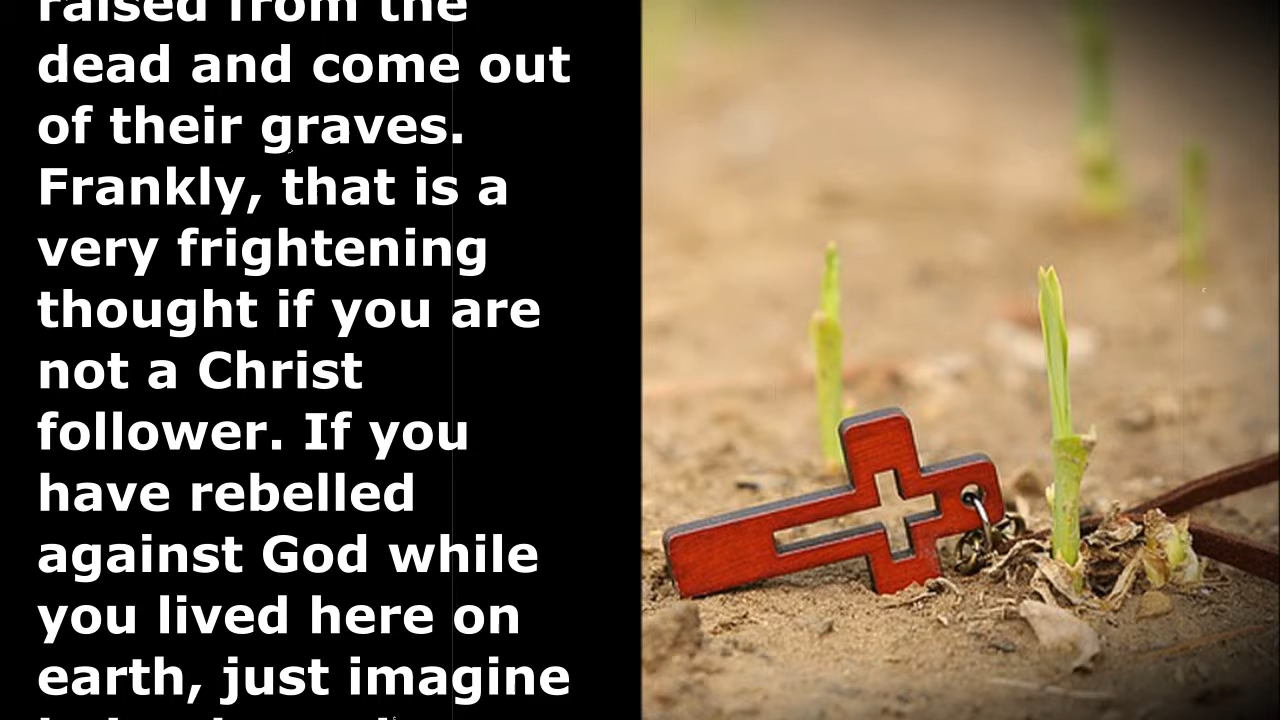 raised from the
dead and come out
of their graves.
Frankly, that is a
very frightening
thought if you are
not a Christ
follower. If you
have rebelled
against God while
you lived here on
earth, just imagine